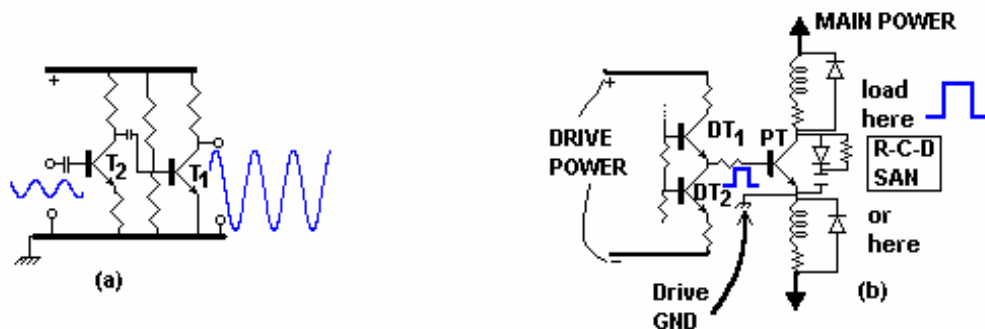 +
T2
T1
(a)
MAIN POWER
+
DRIVE
POWER
DT1
PT
DT2
load
here
R-C-D
SAN
or
here
−
Drive
GND
(b)